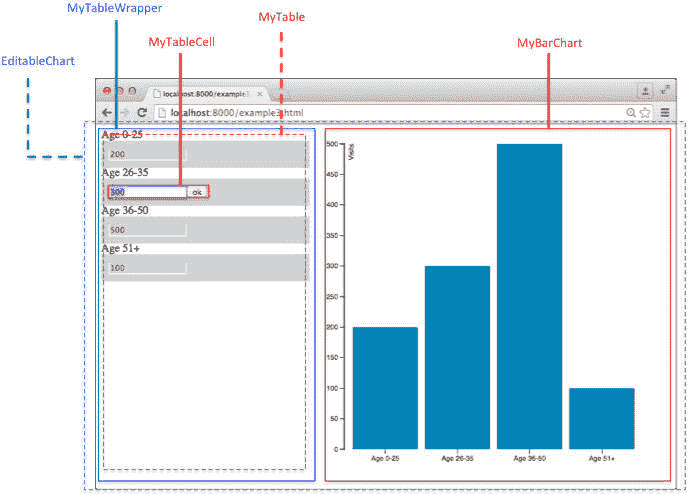 MyTableWrapper
MyTable
MyTableCell
MyBarChart
EditableChart
localhost:8000/example3
localhost:8000/example3.html
Age 0-25
200
Age 26-35
300 ok
Age 36-50
500
Age 51+
100
Visits
500
450
400
350
300
250
200
150
100
50
0
Age 0-25 Age 26-35 Age 36-50 Age 51+